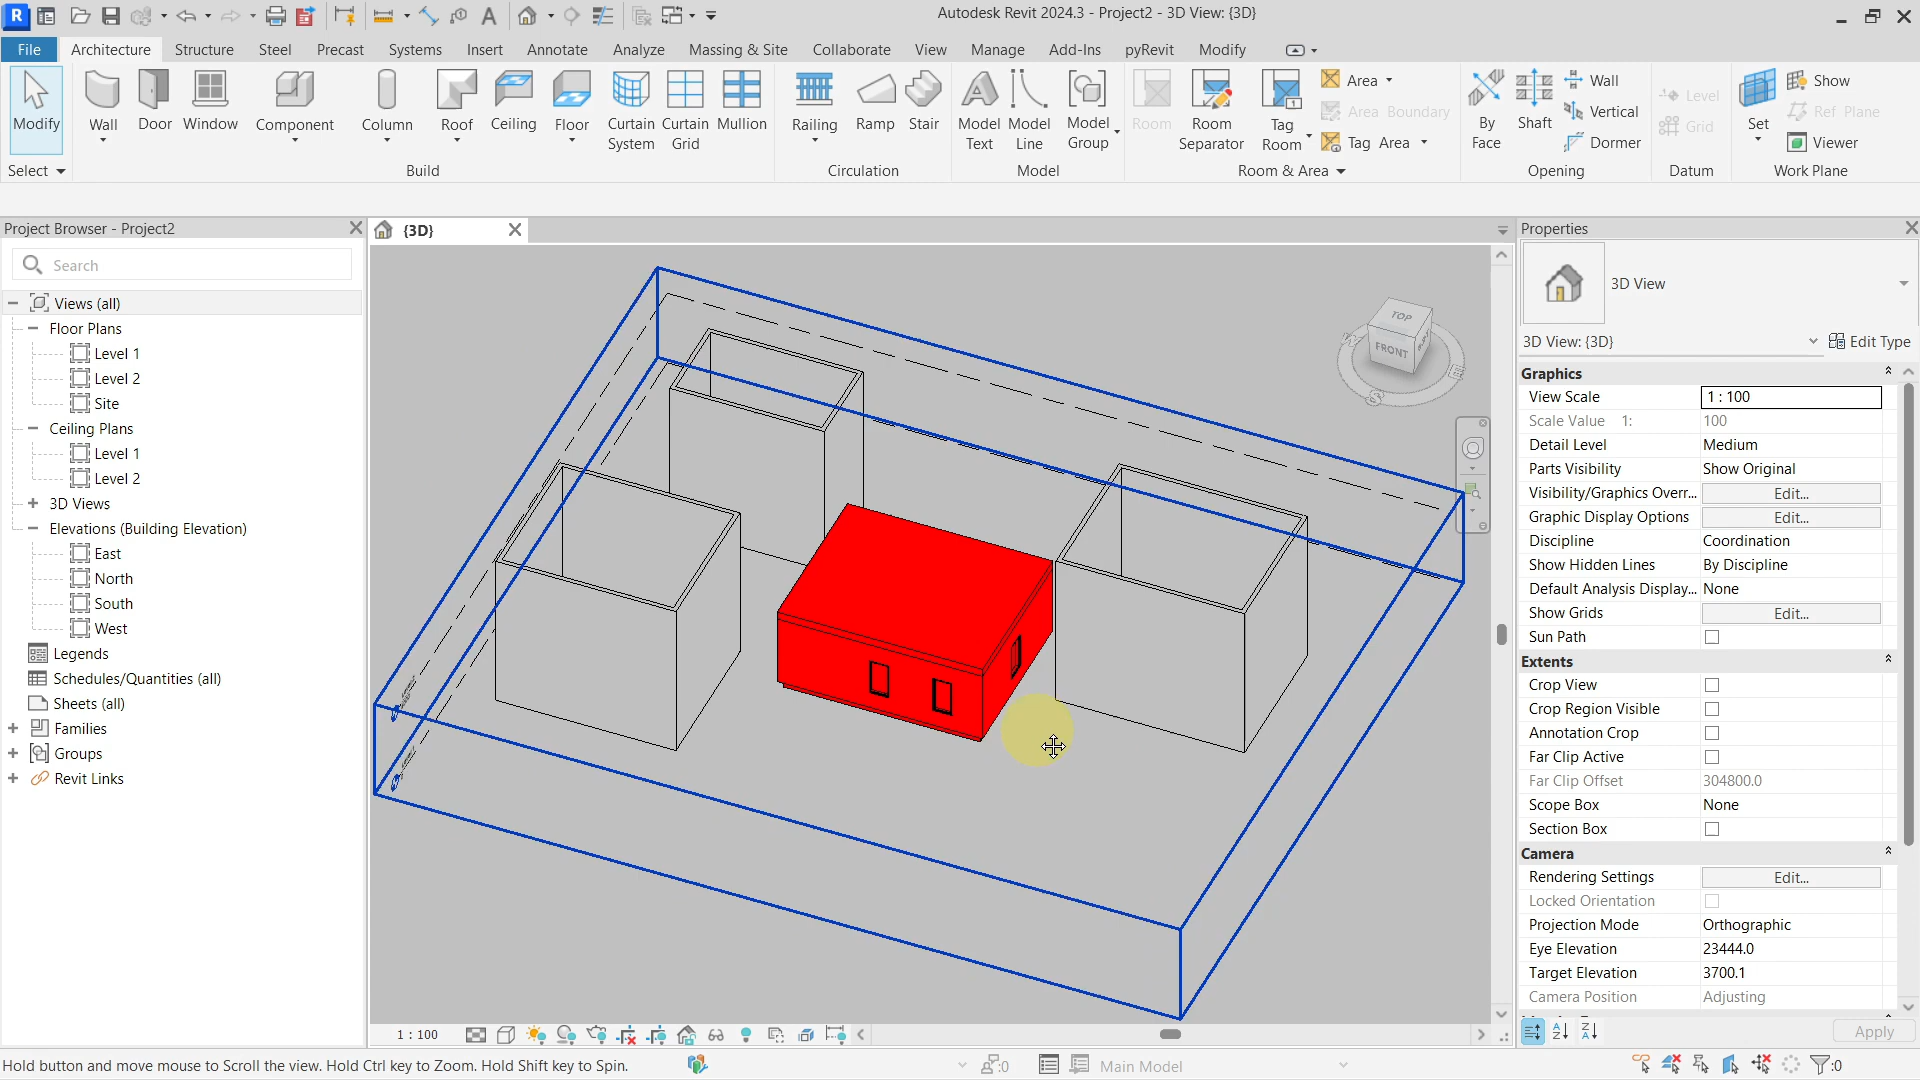 Autodesk Revit 2024.3 - Project2 - 3D View: {3D}
File Architecture Structure Steel Precast Systems Insert Annotate Analyze Massing & Site Collaborate View Manage Add-Ins pyRevit Modify
Modify Wall Door Window Component Column Roof Ceiling Floor Curtain System Curtain Grid Mullion Railing Ramp Stair Model Text Model Line Model Group Room Room Separator Tag Room
Area
Area Boundary
Tag Area
By Face Shaft
Wall
Vertical
Dormer
Level
Grid
Set
Show
Ref Plane
Viewer
Select Build Circulation Model Room & Area Opening Datum Work Plane
Project Browser - Project2
Search
Views (all)
Floor Plans
Level 1
Level 2
Site
Ceiling Plans
Level 1
Level 2
3D Views
Elevations (Building Elevation)
East
North
South
West
Legends
Schedules/Quantities (all)
Sheets (all)
Families
Groups
Revit Links
{3D}
TOP
FRONT
Properties
3D View
3D View: {3D} Edit Type
Graphics
View Scale 1 : 100
Scale Value 1: 100
Detail Level Medium
Parts Visibility Show Original
Visibility/Graphics Overr... Edit...
Graphic Display Options Edit...
Discipline Coordination
Show Hidden Lines By Discipline
Default Analysis Display... None
Show Grids Edit...
Sun Path
Extents
Crop View
Crop Region Visible
Annotation Crop
Far Clip Active
Far Clip Offset 304800.0
Scope Box None
Section Box
Camera
Rendering Settings Edit...
Locked Orientation
Projection Mode Orthographic
Eye Elevation 23444.0
Target Elevation 3700.1
Camera Position Adjusting
Apply
1 : 100
Hold button and move mouse to Scroll the view. Hold Ctrl key to Zoom. Hold Shift key to Spin. :0 Main Model :0